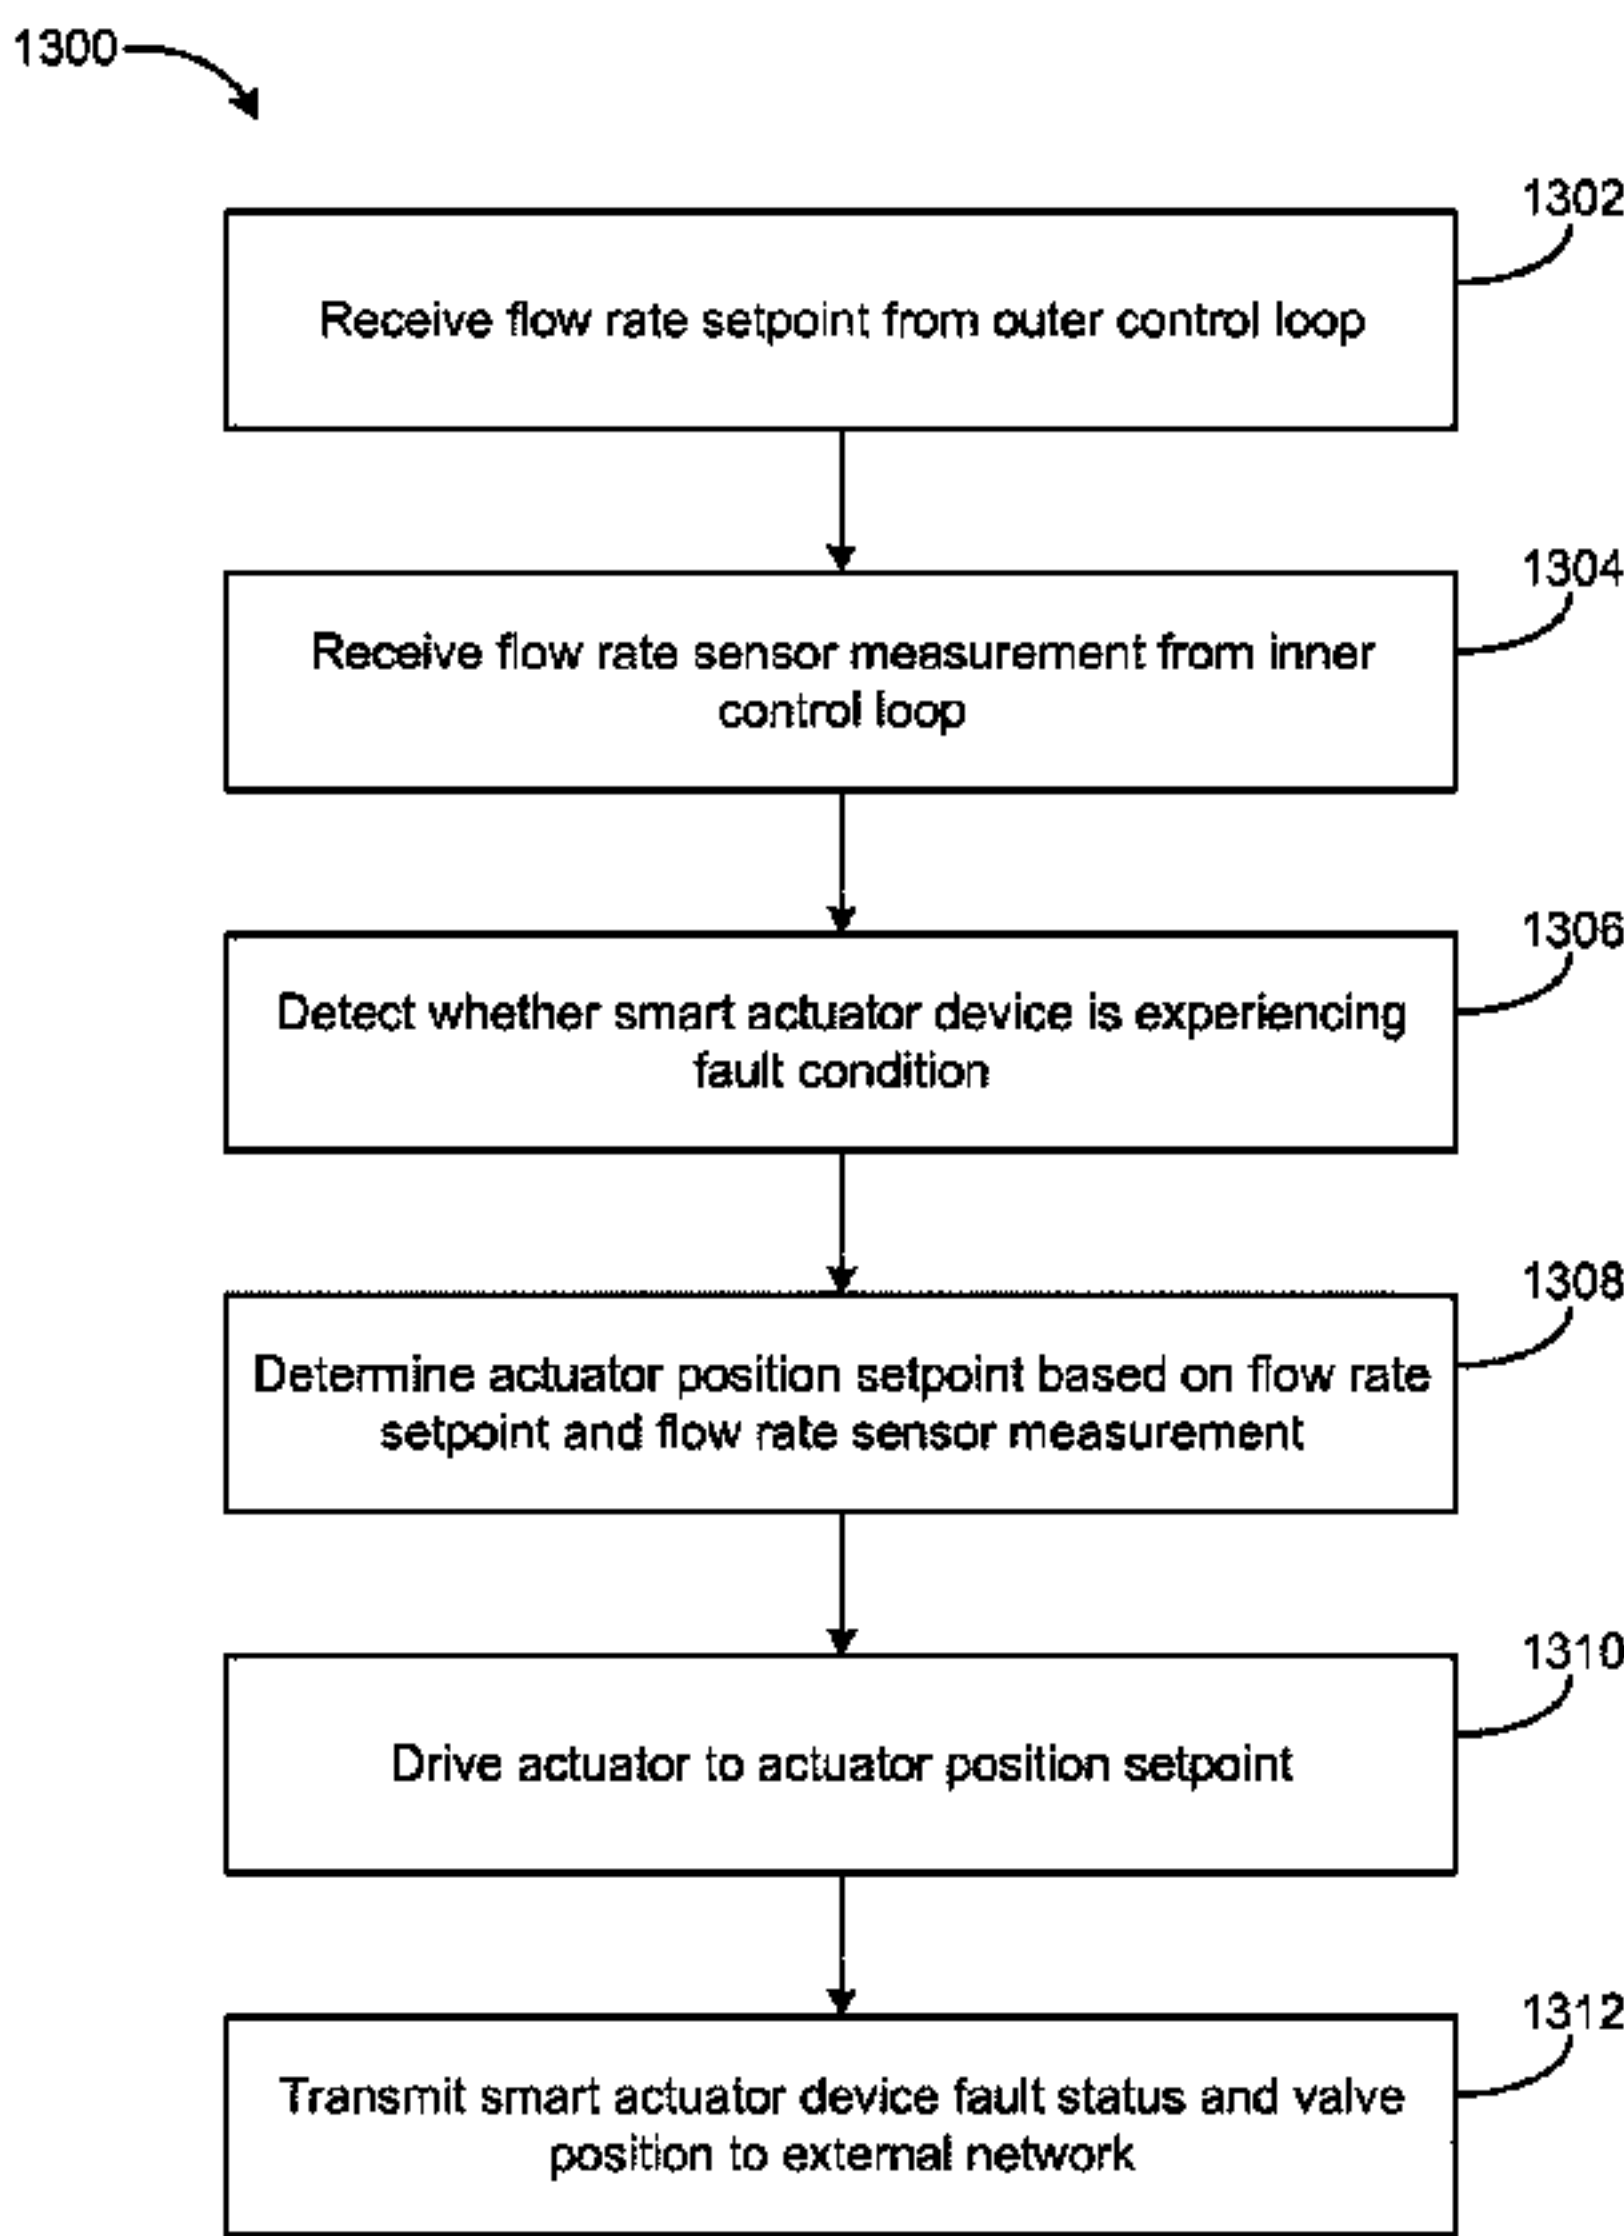 1300
1302
Receive flow rate setpoint from outer control loop
1304
Receive flow rate sensor measurement from inner
control loop
1306
Detect whether smart actuator device is experiencing
fault condition
1308
Determine actuator position setpoint based on flow rate
setpoint and flow rate sensor measurement
1310
Drive actuator to actuator position setpoint
1312
Transmit smart actuator device fault status and valve
position to external network